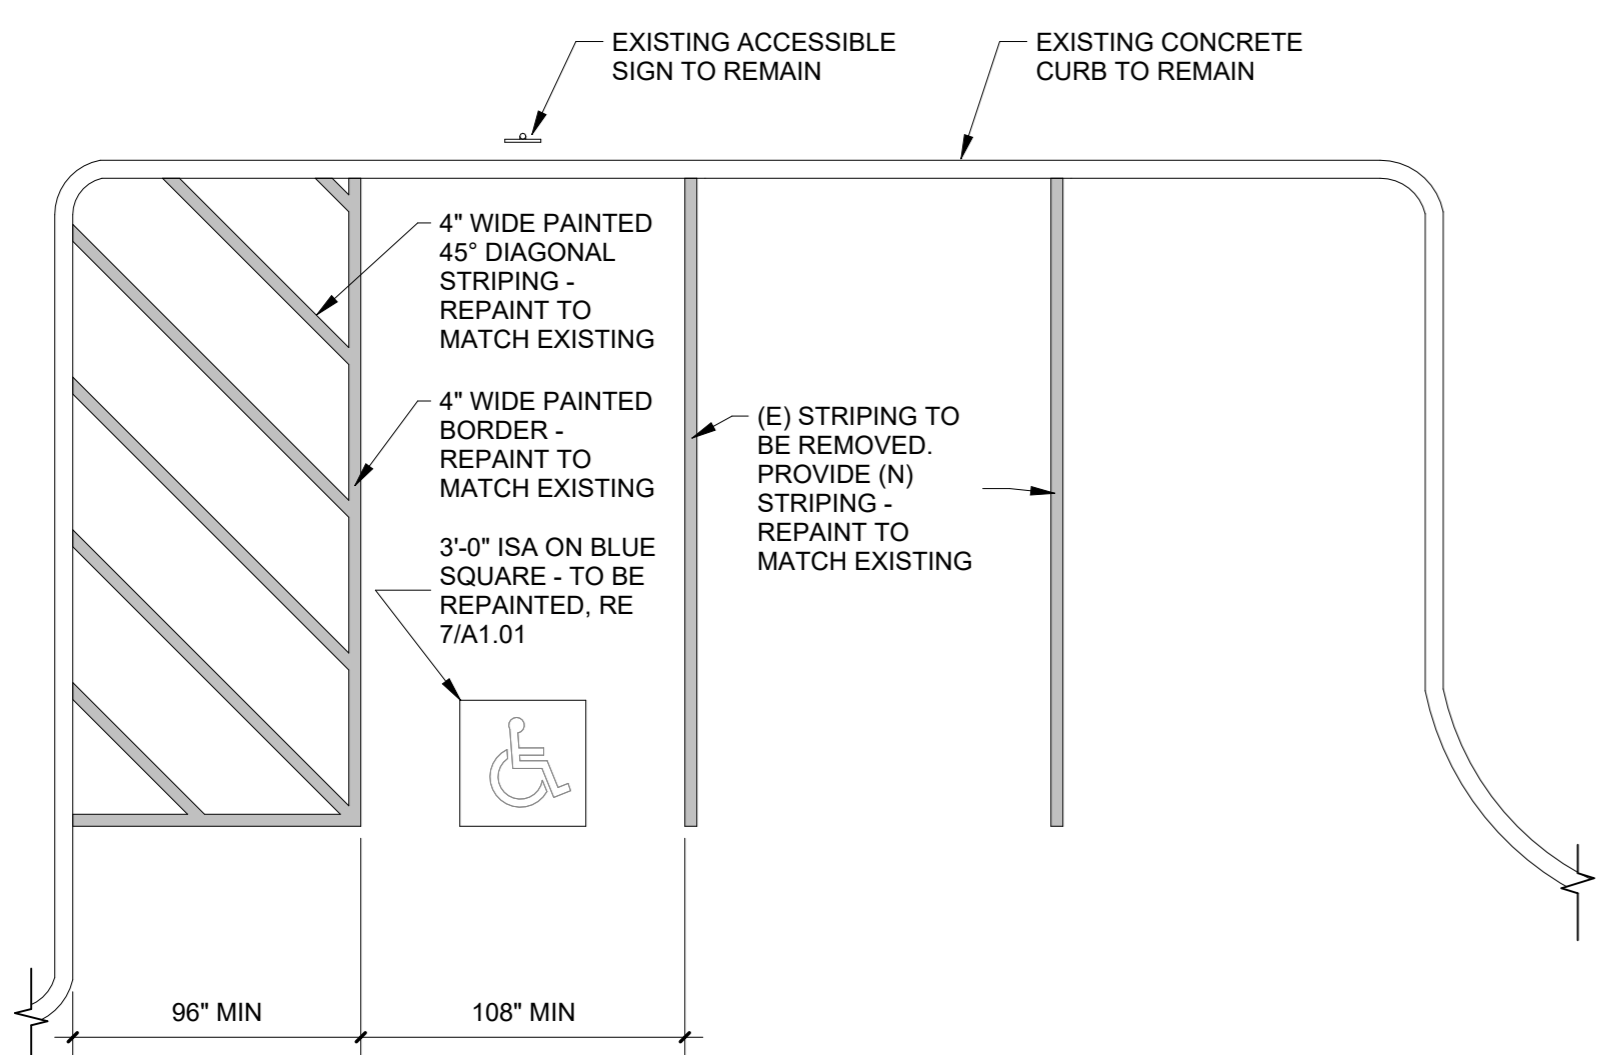 EXISTING ACCESSIBLE
SIGN TO REMAIN
EXISTING CONCRETE
CURB TO REMAIN
4" WIDE PAINTED
45° DIAGONAL
STRIPING -
REPAINT TO
MATCH EXISTING
4" WIDE PAINTED
BORDER -
REPAINT TO
MATCH EXISTING
3'-0" ISA ON BLUE
SQUARE - TO BE
REPAINTED, RE
7/A1.01
(E) STRIPING TO
BE REMOVED.
PROVIDE (N)
STRIPING -
REPAINT TO
MATCH EXISTING
96" MIN
108" MIN